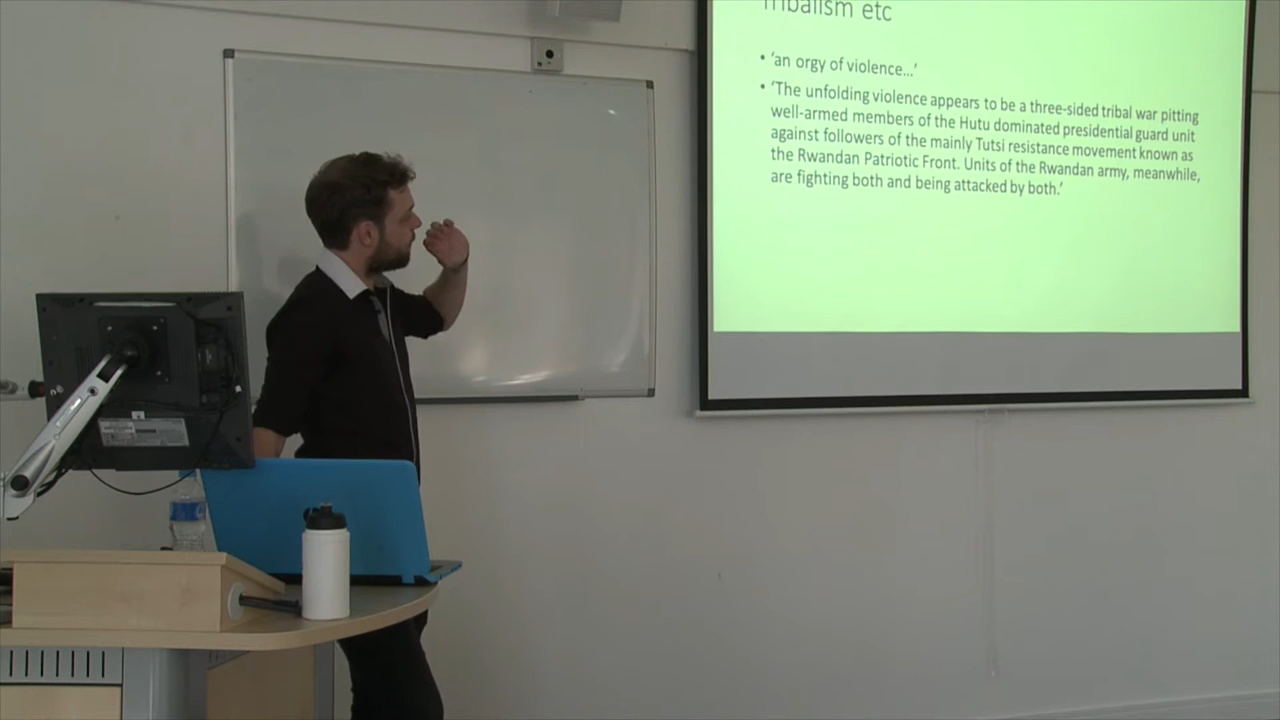 Tribalism etc
• 'an orgy of violence...'
• 'The unfolding violence appears to be a three-sided tribal war pitting
well-armed members of the Hutu dominated presidential guard unit
against followers of the mainly Tutsi resistance movement known as
the Rwandan Patriotic Front. Units of the Rwandan army, meanwhile,
are fighting both and being attacked by both.'